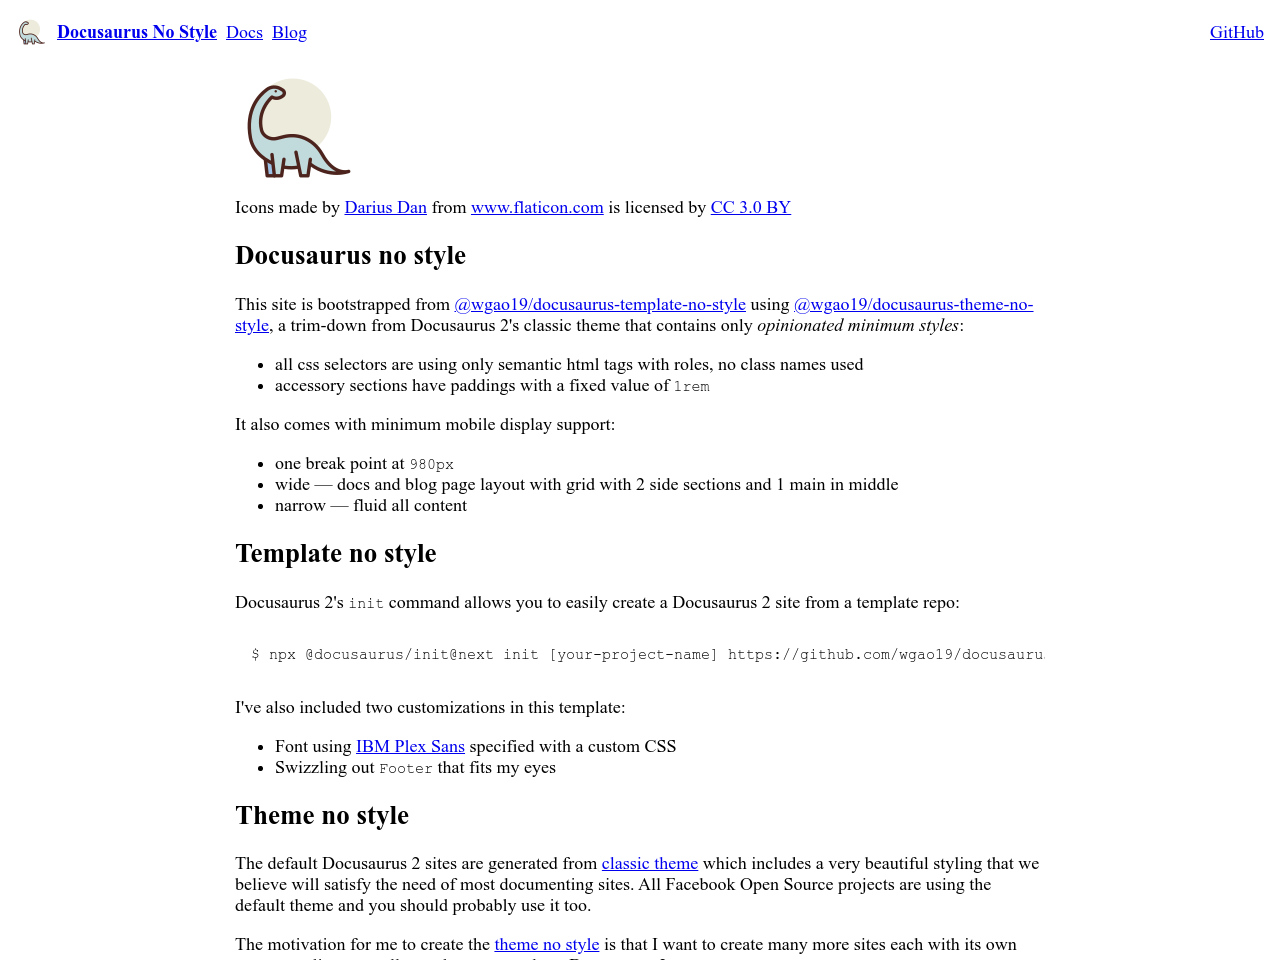 Docusaurus No Style Docs Blog GitHub
Icons made by Darius Dan from www.flaticon.com is licensed by CC 3.0 BY
Docusaurus no style
This site is bootstrapped from @wgao19/docusaurus-template-no-style using @wgao19/docusaurus-theme-no-
style, a trim-down from Docusaurus 2's classic theme that contains only opinionated minimum styles:
all css selectors are using only semantic html tags with roles, no class names used
accessory sections have paddings with a fixed value of 1rem
It also comes with minimum mobile display support:
one break point at 980px
wide — docs and blog page layout with grid with 2 side sections and 1 main in middle
narrow — fluid all content
Template no style
Docusaurus 2's init command allows you to easily create a Docusaurus 2 site from a template repo:
$ npx @docusaurus/init@next init [your-project-name] https://github.com/wgao19/docusauru
I've also included two customizations in this template:
Font using IBM Plex Sans specified with a custom CSS
Swizzling out Footer that fits my eyes
Theme no style
The default Docusaurus 2 sites are generated from classic theme which includes a very beautiful styling that we
believe will satisfy the need of most documenting sites. All Facebook Open Source projects are using the
default theme and you should probably use it too.
The motivation for me to create the theme no style is that I want to create many more sites each with its own